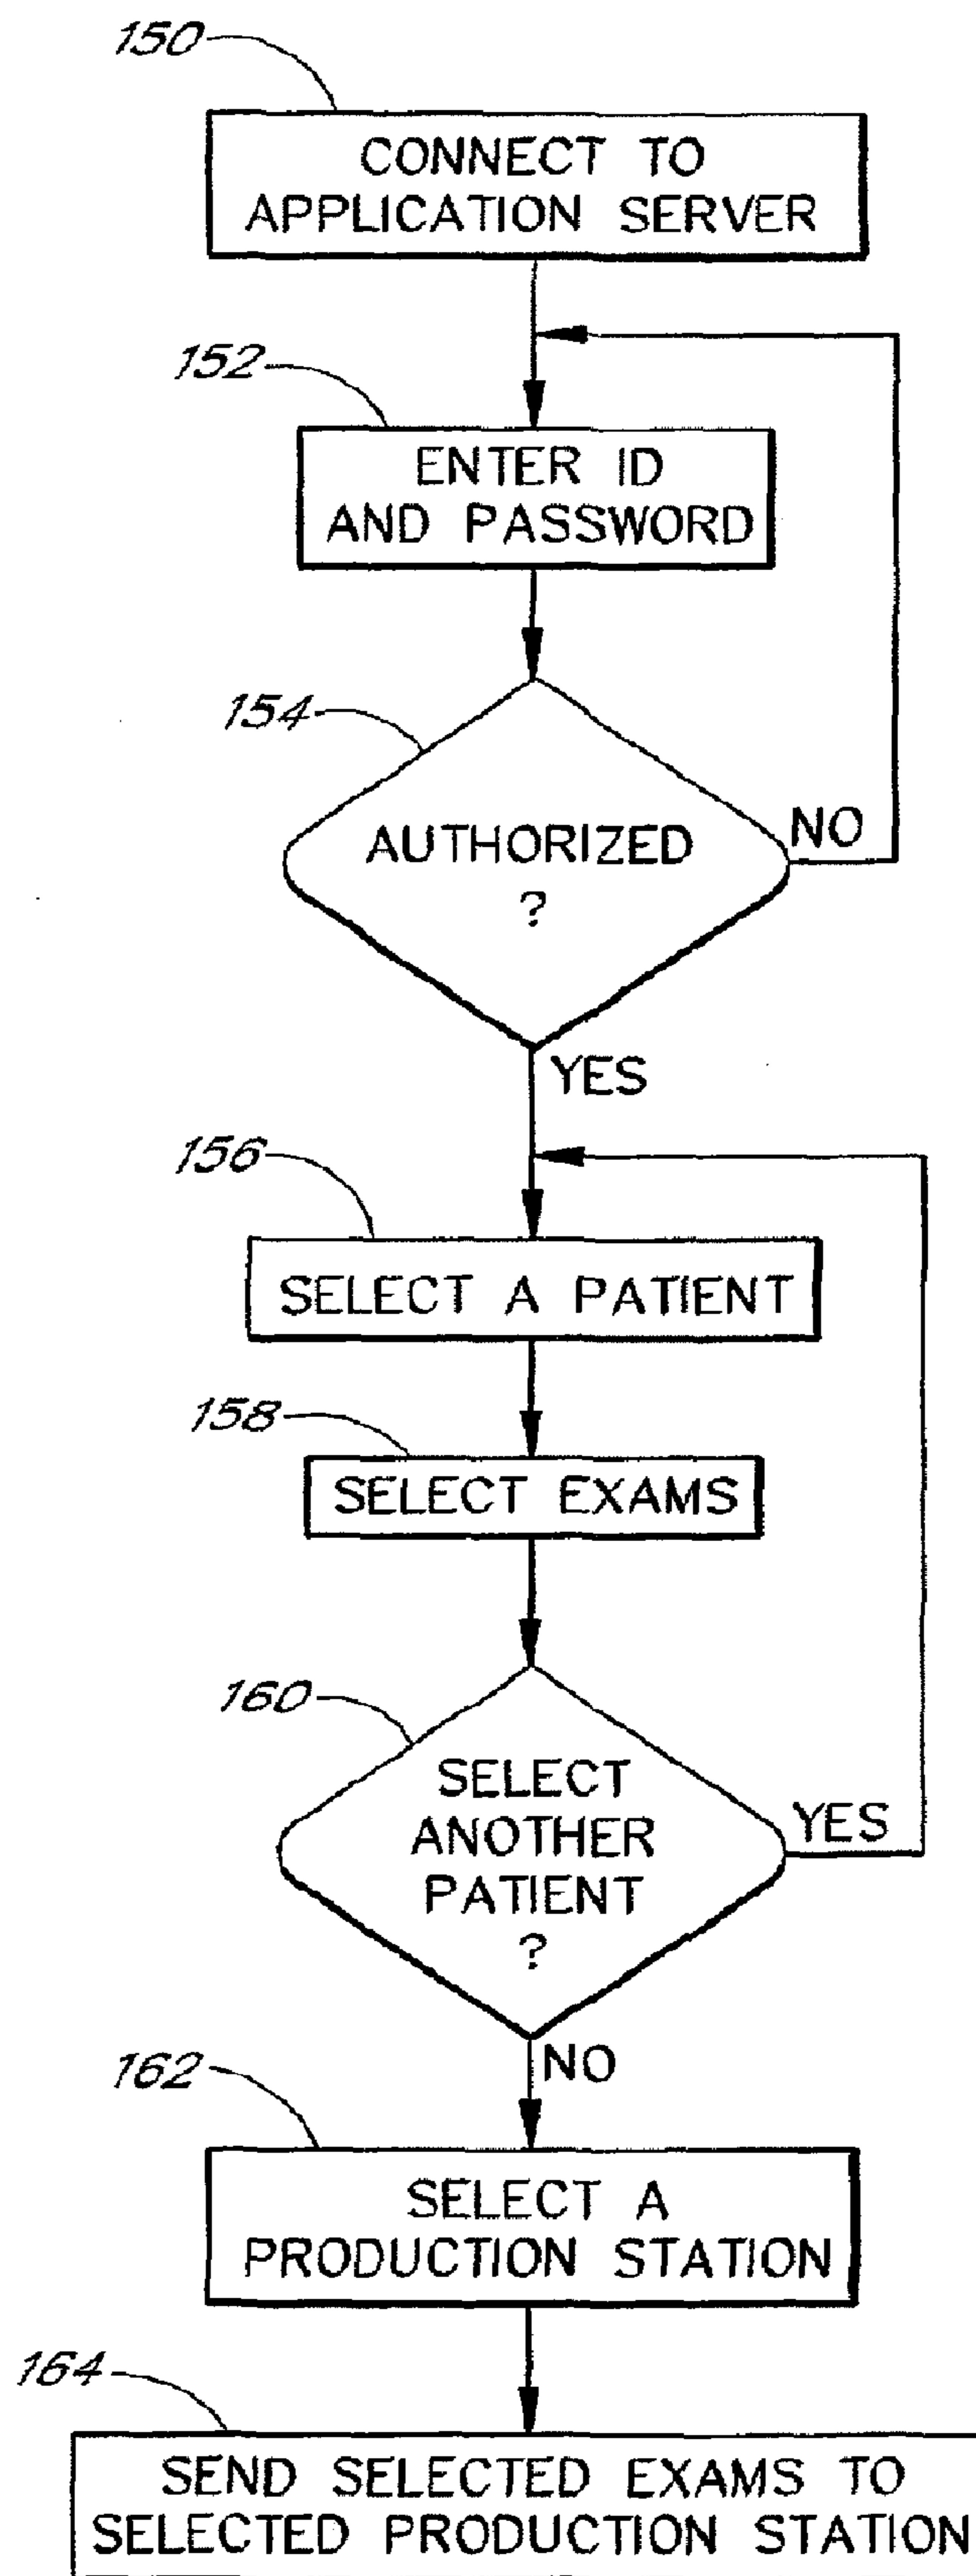 150
CONNECT TO
APPLICATION SERVER
152
ENTER ID
AND PASSWORD
154
AUTHORIZED
?
NO
YES
156
SELECT A PATIENT
158
SELECT EXAMS
160
SELECT
ANOTHER
PATIENT
?
YES
NO
162
SELECT A
PRODUCTION STATION
164
SEND SELECTED EXAMS TO
SELECTED PRODUCTION STATION